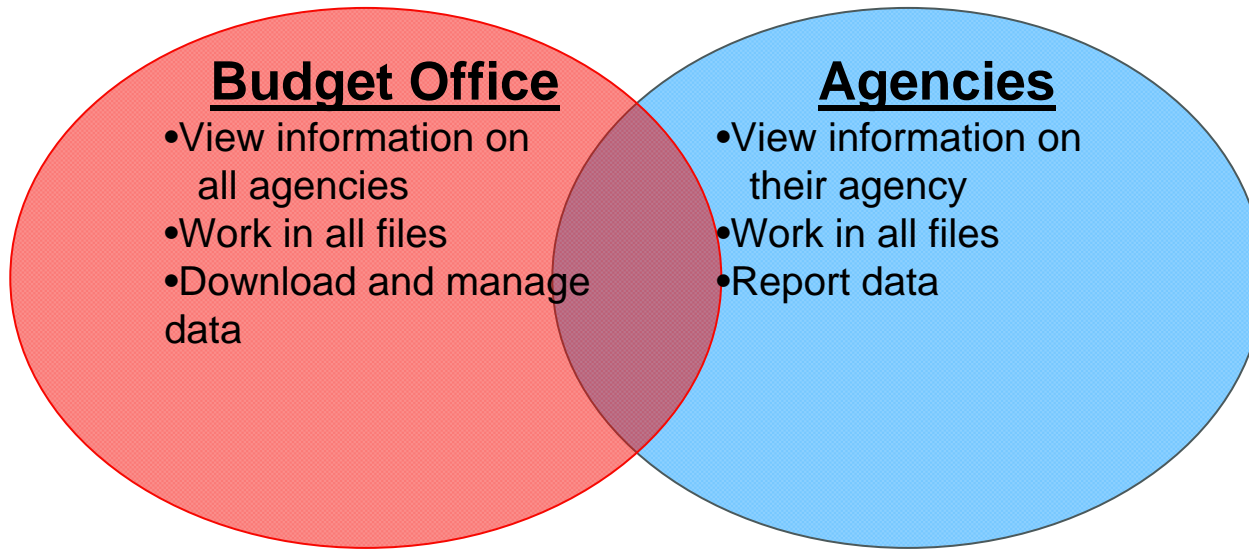 Budget Office
•View information on
all agencies
•Work in all files
•Download and manage
data
Agencies
•View information on
their agency
•Work in all files
•Report data